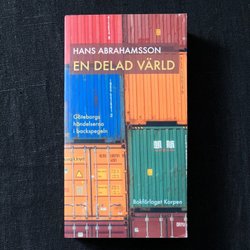 HANS ABRAHAMSSON
EN DELAD VÄRLD
Göteborgs
händelserna
i backspegeln
Bokförlaget Korpen